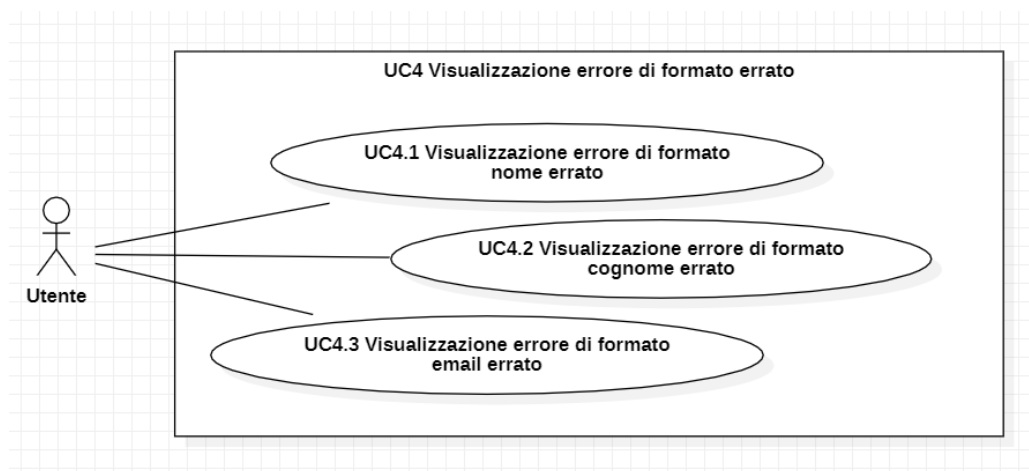 UC4 Visualizzazione errore di formato errato
UC4.1 Visualizzazione errore di formato
nome errato
UC4.2 Visualizzazione errore di formato
cognome errato
Utente
UC4.3 Visualizzazione errore di formato
email errato